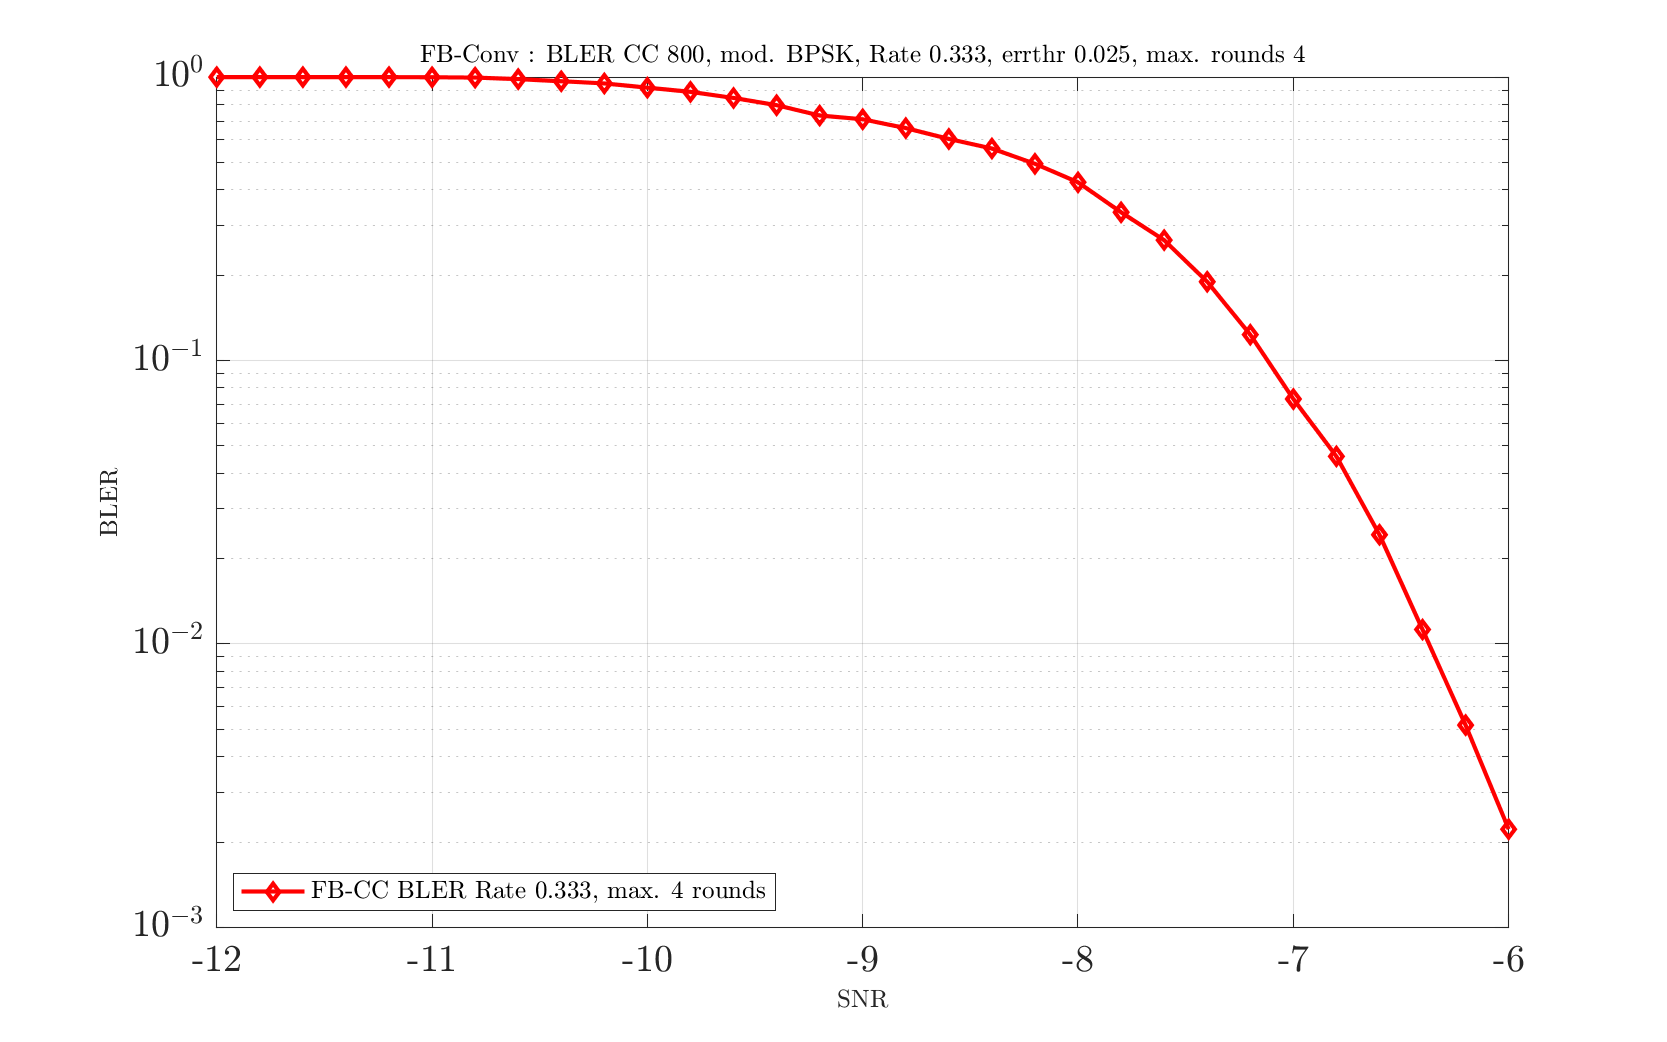 FB-Conv : BLER CC 800, mod. BPSK, Rate 0.333, errthr 0.025, max. rounds 4
10⁰
10⁻¹
10⁻²
10⁻³
BLER
FB-CC BLER Rate 0.333, max. 4 rounds
-12 -11 -10 -9 -8 -7 -6
SNR